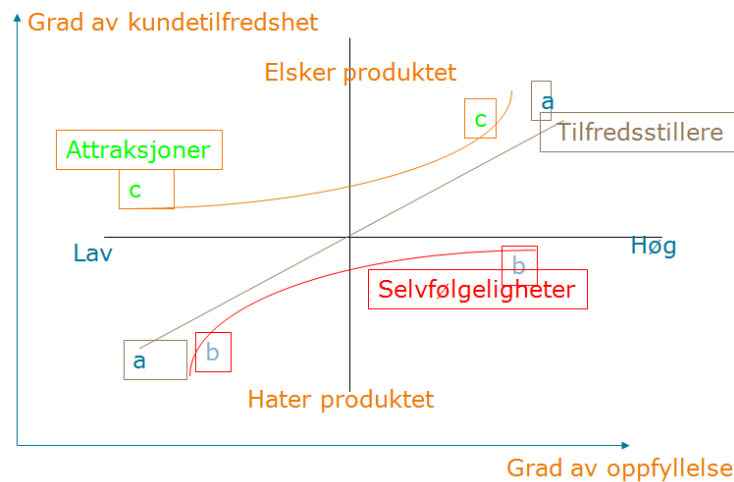 Grad av kundetilfredshet
Elsker produktet
a
c
Tilfredsstillere
Attraksjoner
c
Lav
Høg
b
Selvfølgeligheter
a
b
Hater produktet
Grad av oppfyllelse